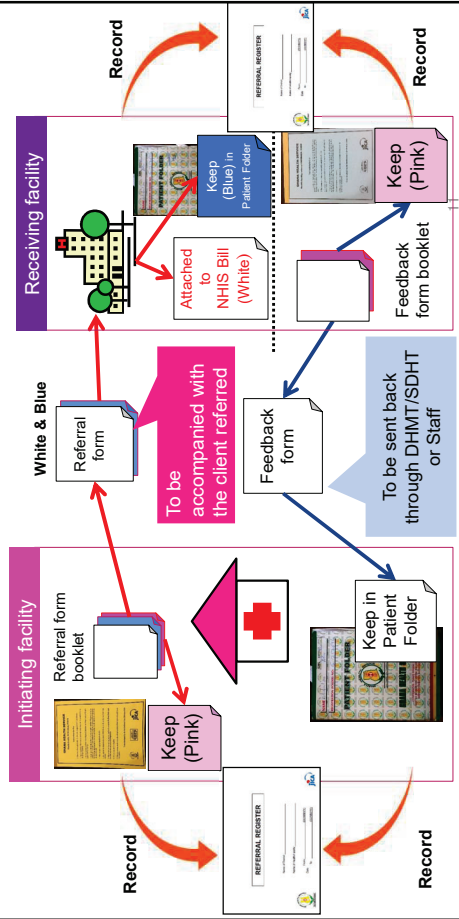 Initiating facility
Receiving facility
Record
REFERRAL REGISTER
Record
Referral form
booklet
Keep
(Pink)
Keep in
Patient
Folder
PATIENT FOLDER
White & Blue
Referral
form
To be
accompanied with
the client referred
Feedback
form
To be sent back
through DHMT/SDHT
or Staff
H
Attached
to
NHIS Bill
(White)
PATIENT FOLDER
Keep
(Blue) in
Patient Folder
Feedback
form booklet
Keep
(Pink)
Record
REFERRAL REGISTER
Record